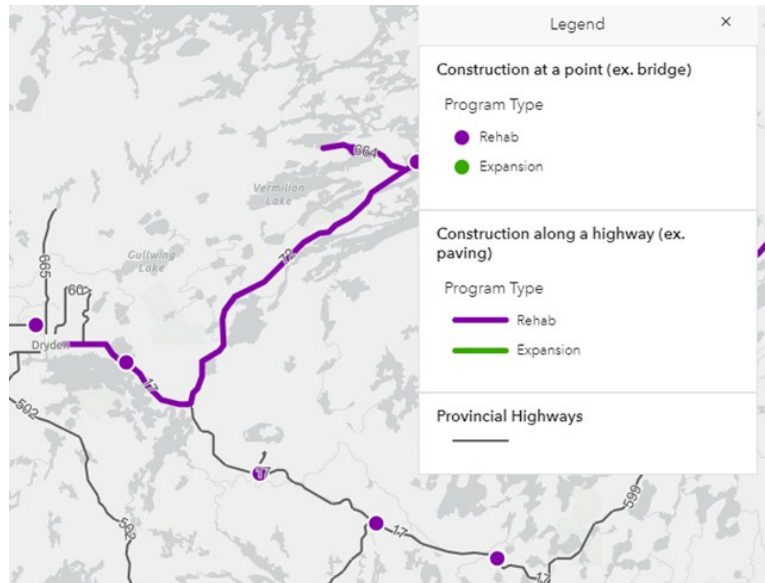 Legend ×
Construction at a point (ex. bridge)
Program Type
Rehab
Expansion
Construction along a highway (ex.
paving)
Program Type
Rehab
Expansion
Provincial Highways
664
Vermilion
Lake
72
Gullwing
Lake
665
601
Dryden
17
502
17
17
599
502
17